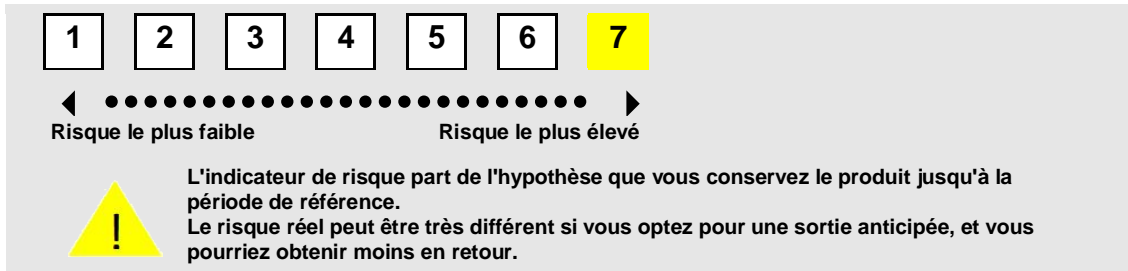 1 2 3 4 5 6 7
Risque le plus faible Risque le plus élevé
!
L'indicateur de risque part de l'hypothèse que vous conservez le produit jusqu'à la
période de référence.
Le risque réel peut être très différent si vous optez pour une sortie anticipée, et vous
pourriez obtenir moins en retour.